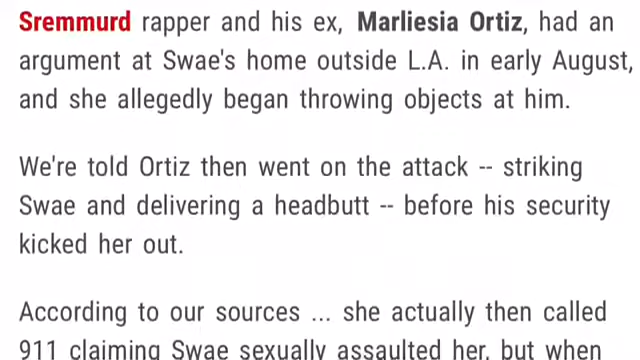 Sremmurd rapper and his ex, Marliesia Ortiz, had an
argument at Swae's home outside L.A. in early August,
and she allegedly began throwing objects at him.
We're told Ortiz then went on the attack -- striking
Swae and delivering a headbutt -- before his security
kicked her out.
According to our sources ... she actually then called
911 claiming Swae sexually assaulted her, but when